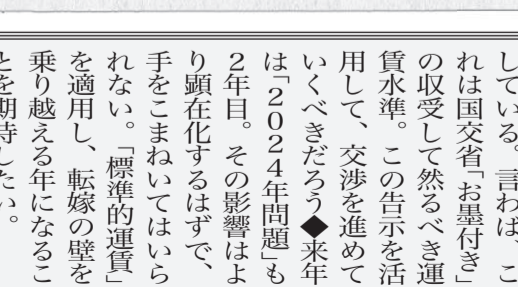 している。言わば、こ
れは国交省「お墨付き」
の収受して然るべき運
賃水準。この告示を活
用して、交渉を進めて
いくべきだろう◆来年
は「2024年問題」も
2年目。その影響はよ
り顕在化するはずで、
手をこまねいてはいら
れない。「標準的運賃」
を適用し、転嫁の壁を
乗り越える年になるこ
とを期待したい。